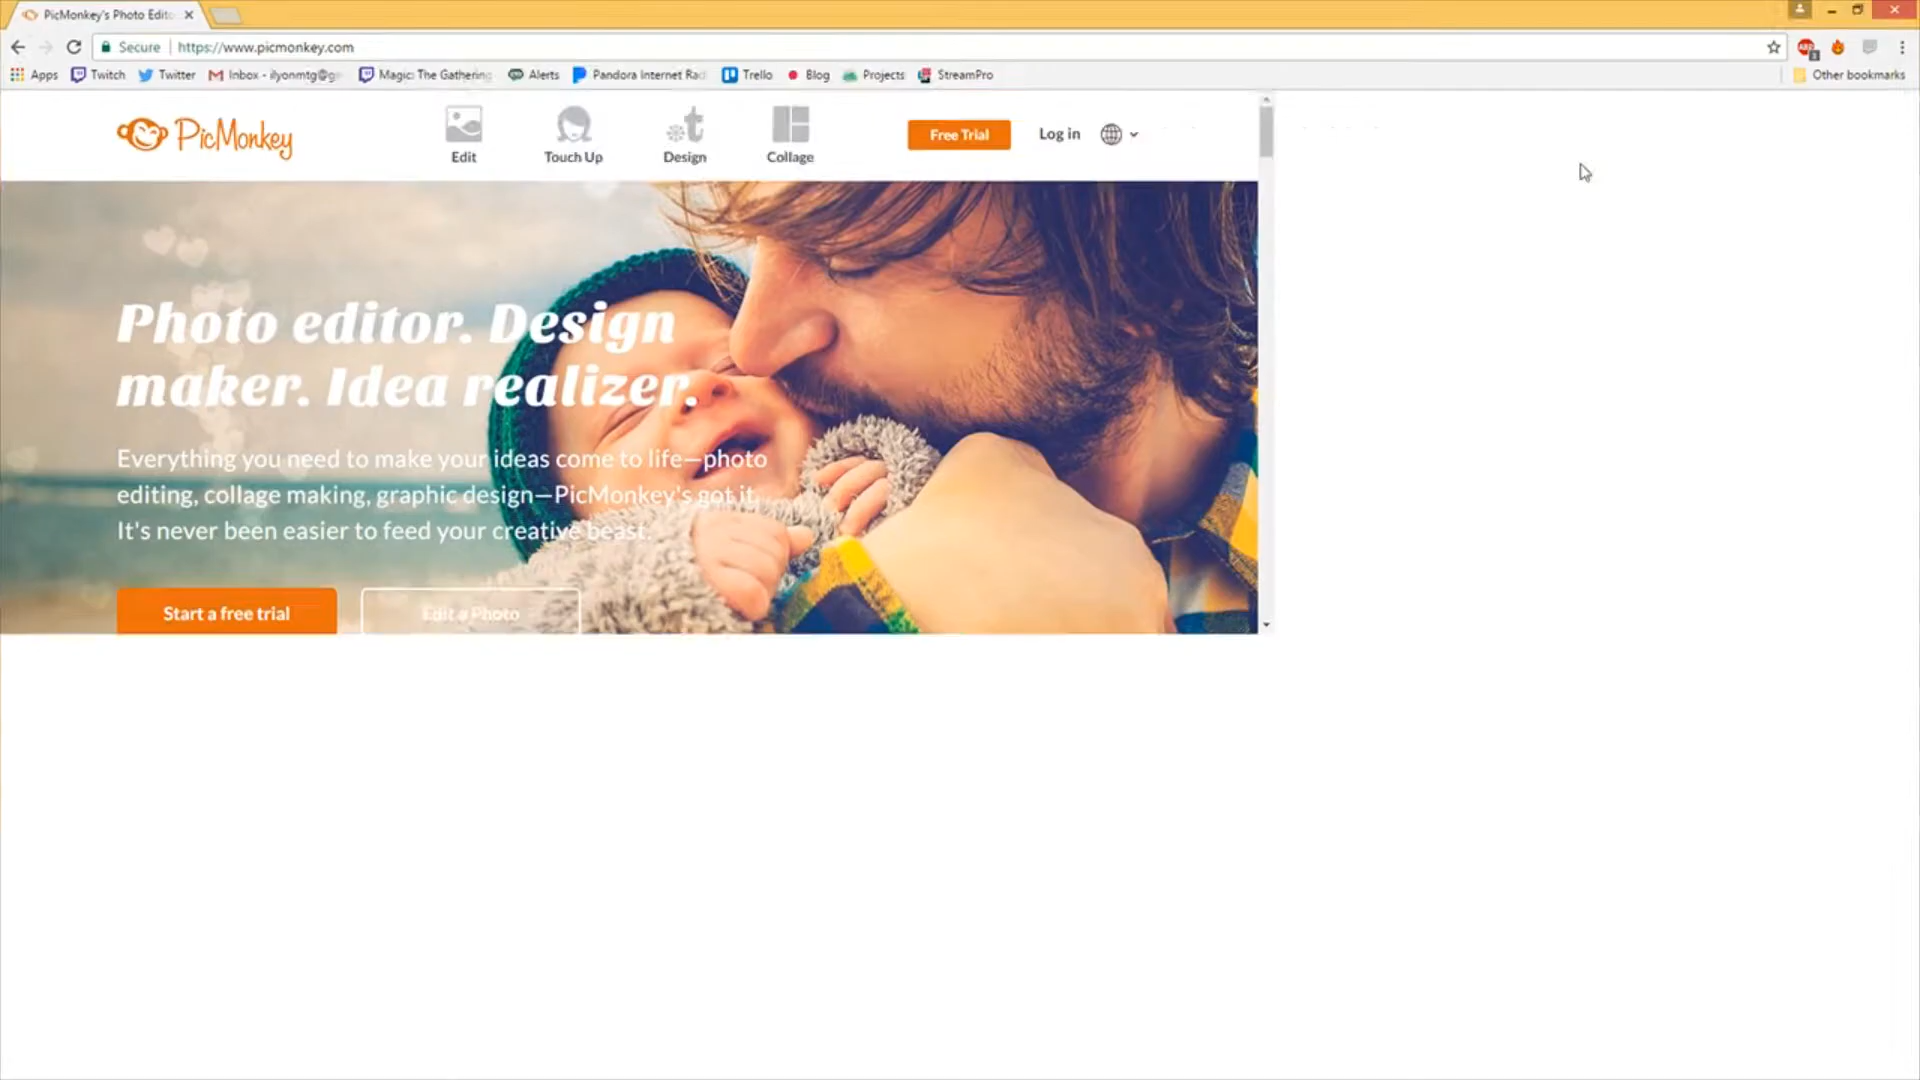 PicMonkey's Photo Edito
Secure https://www.picmonkey.com
Apps Twitch Twitter Inbox - ilyonmtg@g Magic: The Gathering Alerts Pandora Internet Rad Trello Blog Projects StreamPro Other bookmarks
PicMonkey
Edit Touch Up Design Collage
Free Trial Log in
Photo editor. Design
maker. Idea realizer.
Everything you need to make your ideas come to life—photo
editing, collage making, graphic design—PicMonkey's got it.
It's never been easier to feed your creative beast.
Start a free trial Edit a Photo